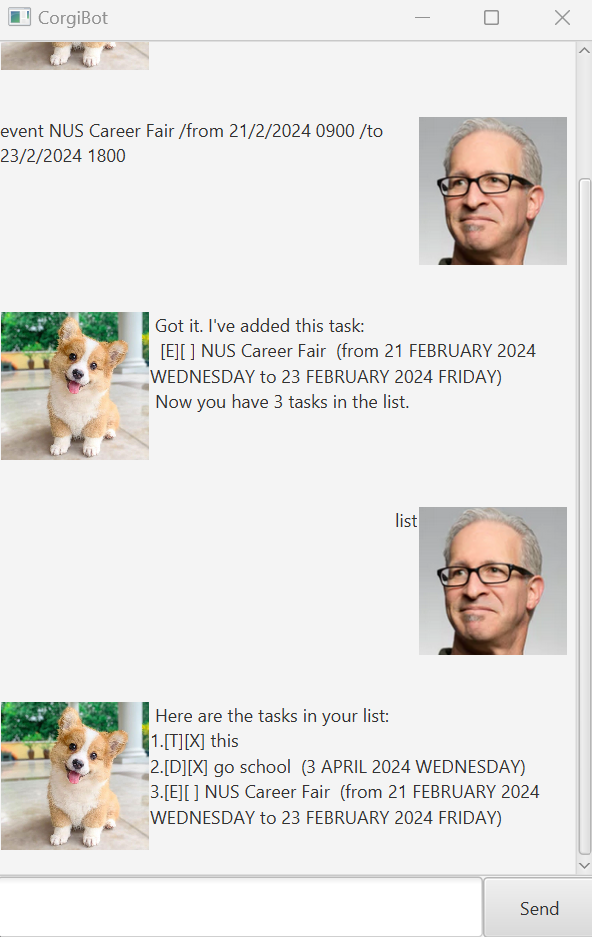 CorgiBot
event NUS Career Fair /from 21/2/2024 0900 /to
23/2/2024 1800
Got it. I've added this task:
[E][ ] NUS Career Fair  (from 21 FEBRUARY 2024
WEDNESDAY to 23 FEBRUARY 2024 FRIDAY)
Now you have 3 tasks in the list.
list
Here are the tasks in your list:
1.[T][X] this
2.[D][X] go school  (3 APRIL 2024 WEDNESDAY)
3.[E][ ] NUS Career Fair  (from 21 FEBRUARY 2024
WEDNESDAY to 23 FEBRUARY 2024 FRIDAY)
Send